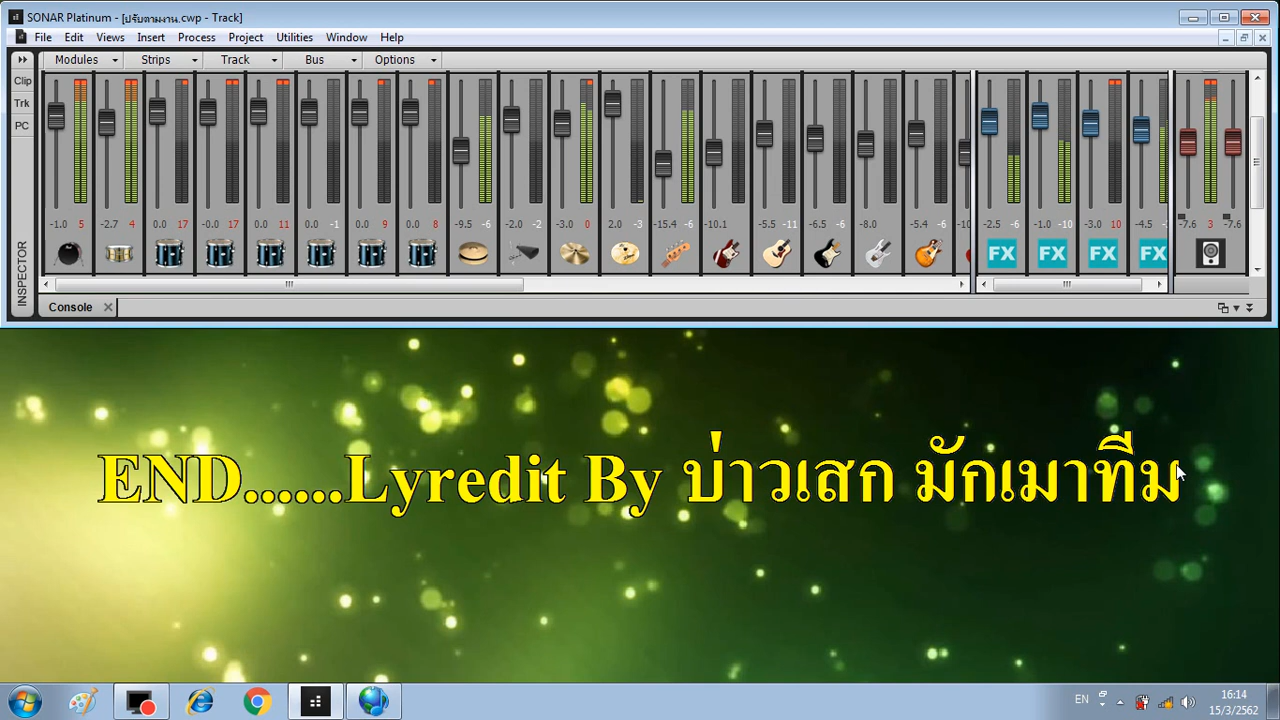 SONAR Platinum - [ปรับตามงาน.cwp - Track]
File Edit Views Insert Process Project Utilities Window Help
Modules Strips Track Bus Options
Clip
Trk
PC
INSPECTOR
-1.0 5 -2.7 4 0.0 17 -0.0 17 0.0 11 0.0 -1 0.0 9 0.0 8 -9.5 -6 -2.0 -2 -3.0 0 2.0 -3 -15.4 -6 -10.1 -5.5 -11 -6.5 -6 -8.0 -5.4 -6 -10 -2.5 -6 -1.0 -10 -3.0 10 -4.5 -7.6 3 -7.6
FX FX FX FX
Console
END......Lyredit By บ่าวเสก มักเมาทีม
EN
16:14
15/3/2562